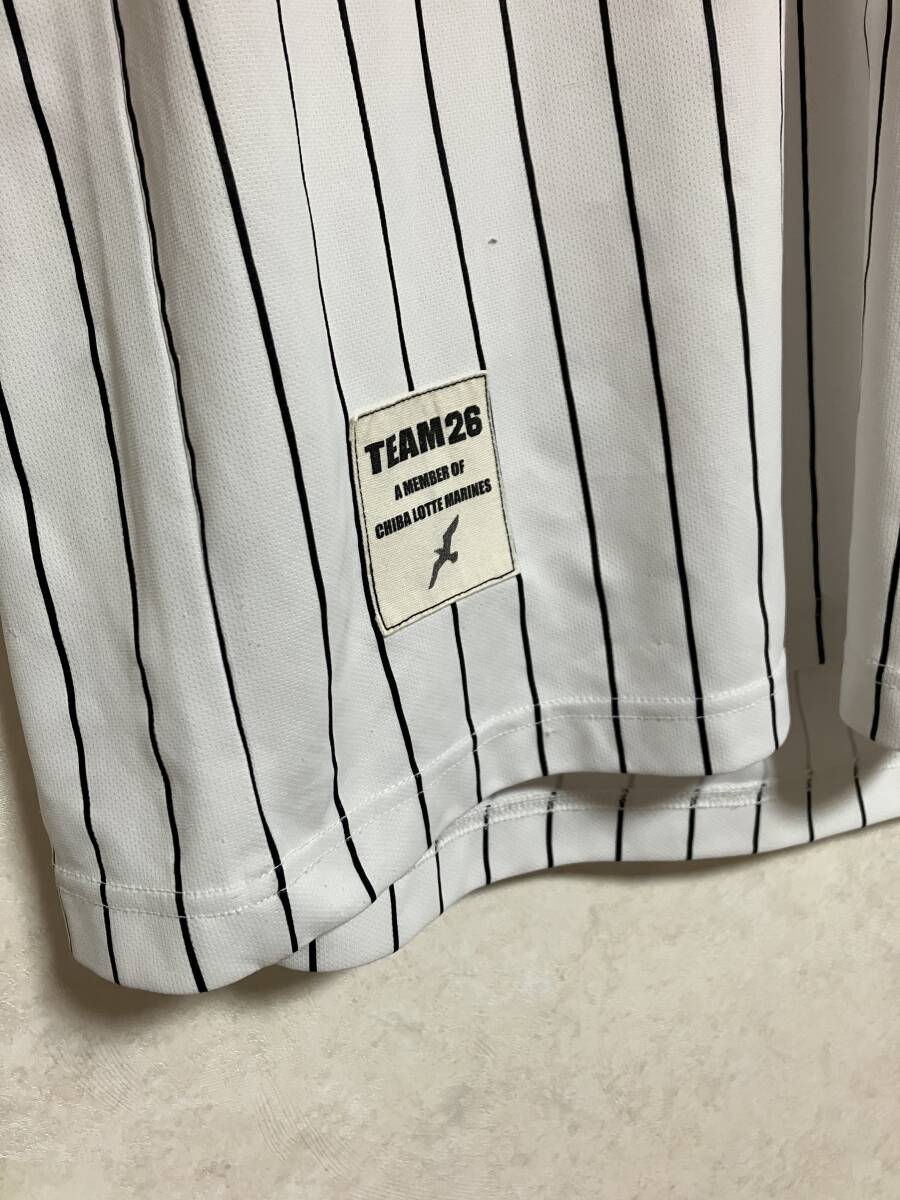 TEAM26
A MEMBER OF
CHIBA LOTTE MARINES